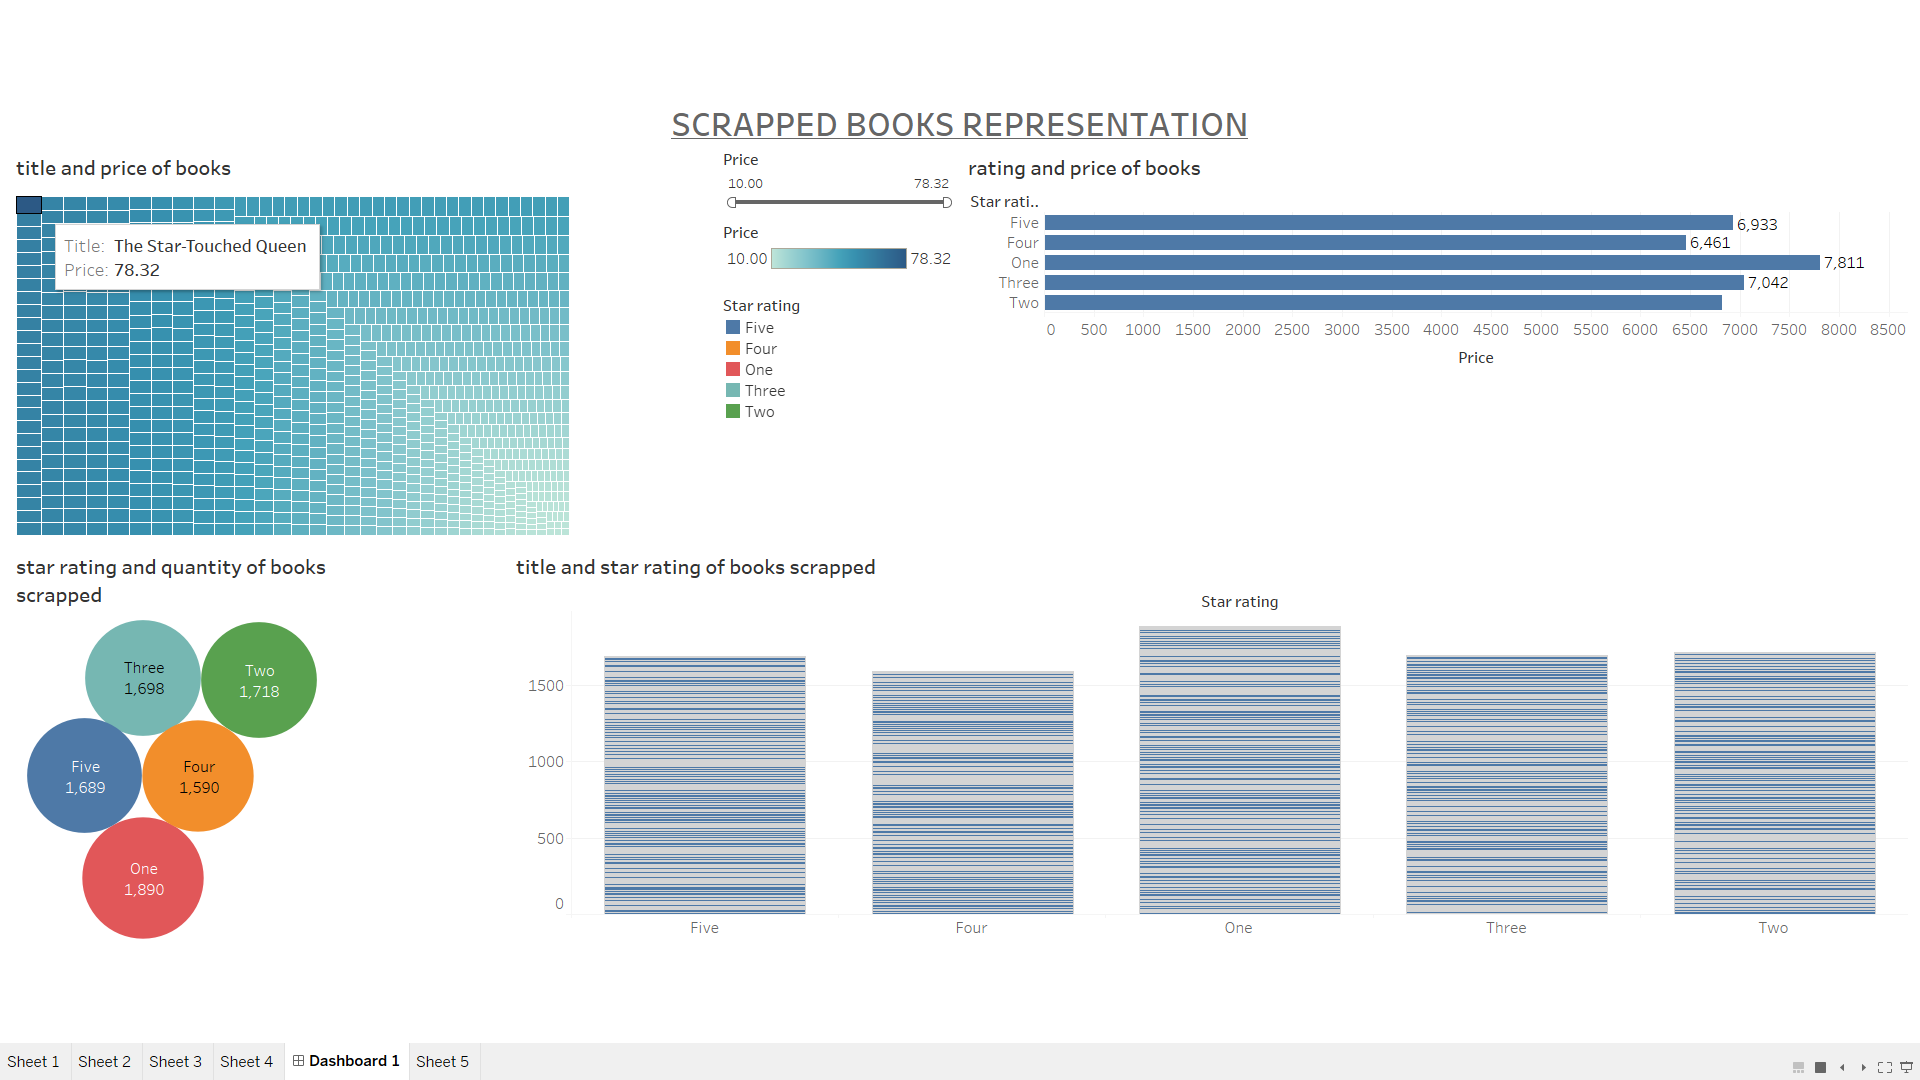 SCRAPPED BOOKS REPRESENTATION
title and price of books
Title: The Star-Touched Queen
Price: 78.32
Price
10.00 78.32
Price
10.00 78.32
Star rating
Five
Four
One
Three
Two
rating and price of books
Star rati..
Five 6,933
Four 6,461
One 7,811
Three 7,042
Two
0 500 1000 1500 2000 2500 3000 3500 4000 4500 5000 5500 6000 6500 7000 7500 8000 8500
Price
star rating and quantity of books
scrapped
Three
1,698
Two
1,718
Five
1,689
Four
1,590
One
1,890
title and star rating of books scrapped
Star rating
1500
1000
500
0
Five Four One Three Two
Sheet 1 Sheet 2 Sheet 3 Sheet 4 Dashboard 1 Sheet 5